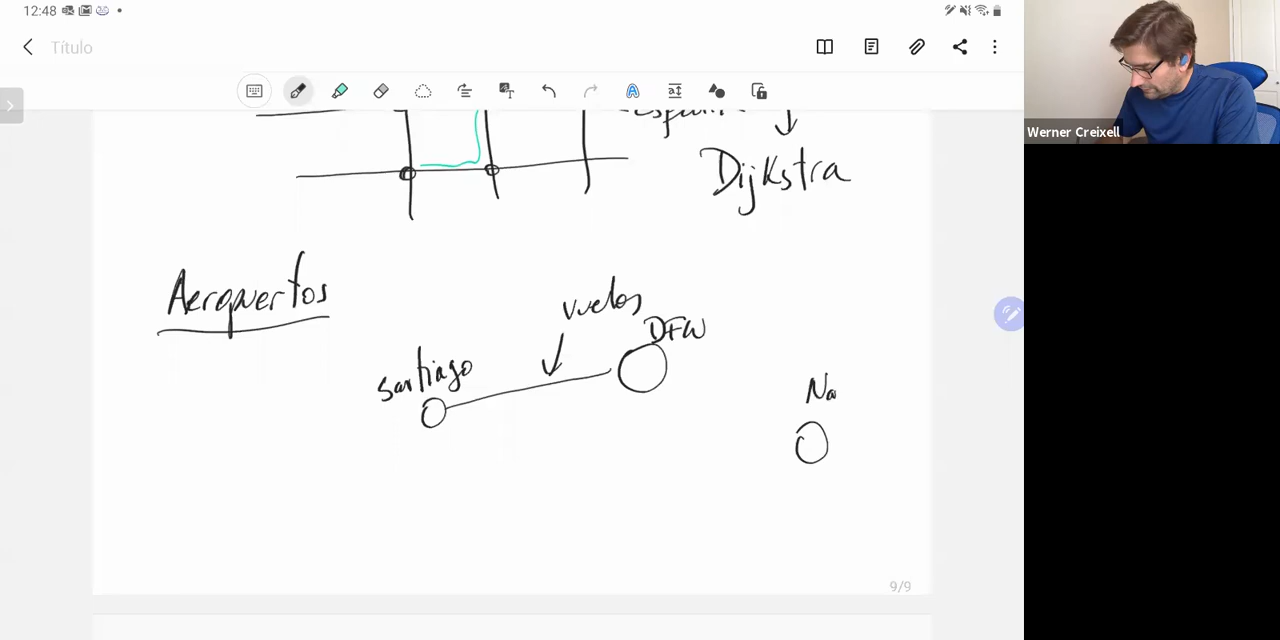 12:48
Título
Werner Creixell
Dijkstra
Aeropuertos
vuelos
DFW
Santiago
Na
9/9